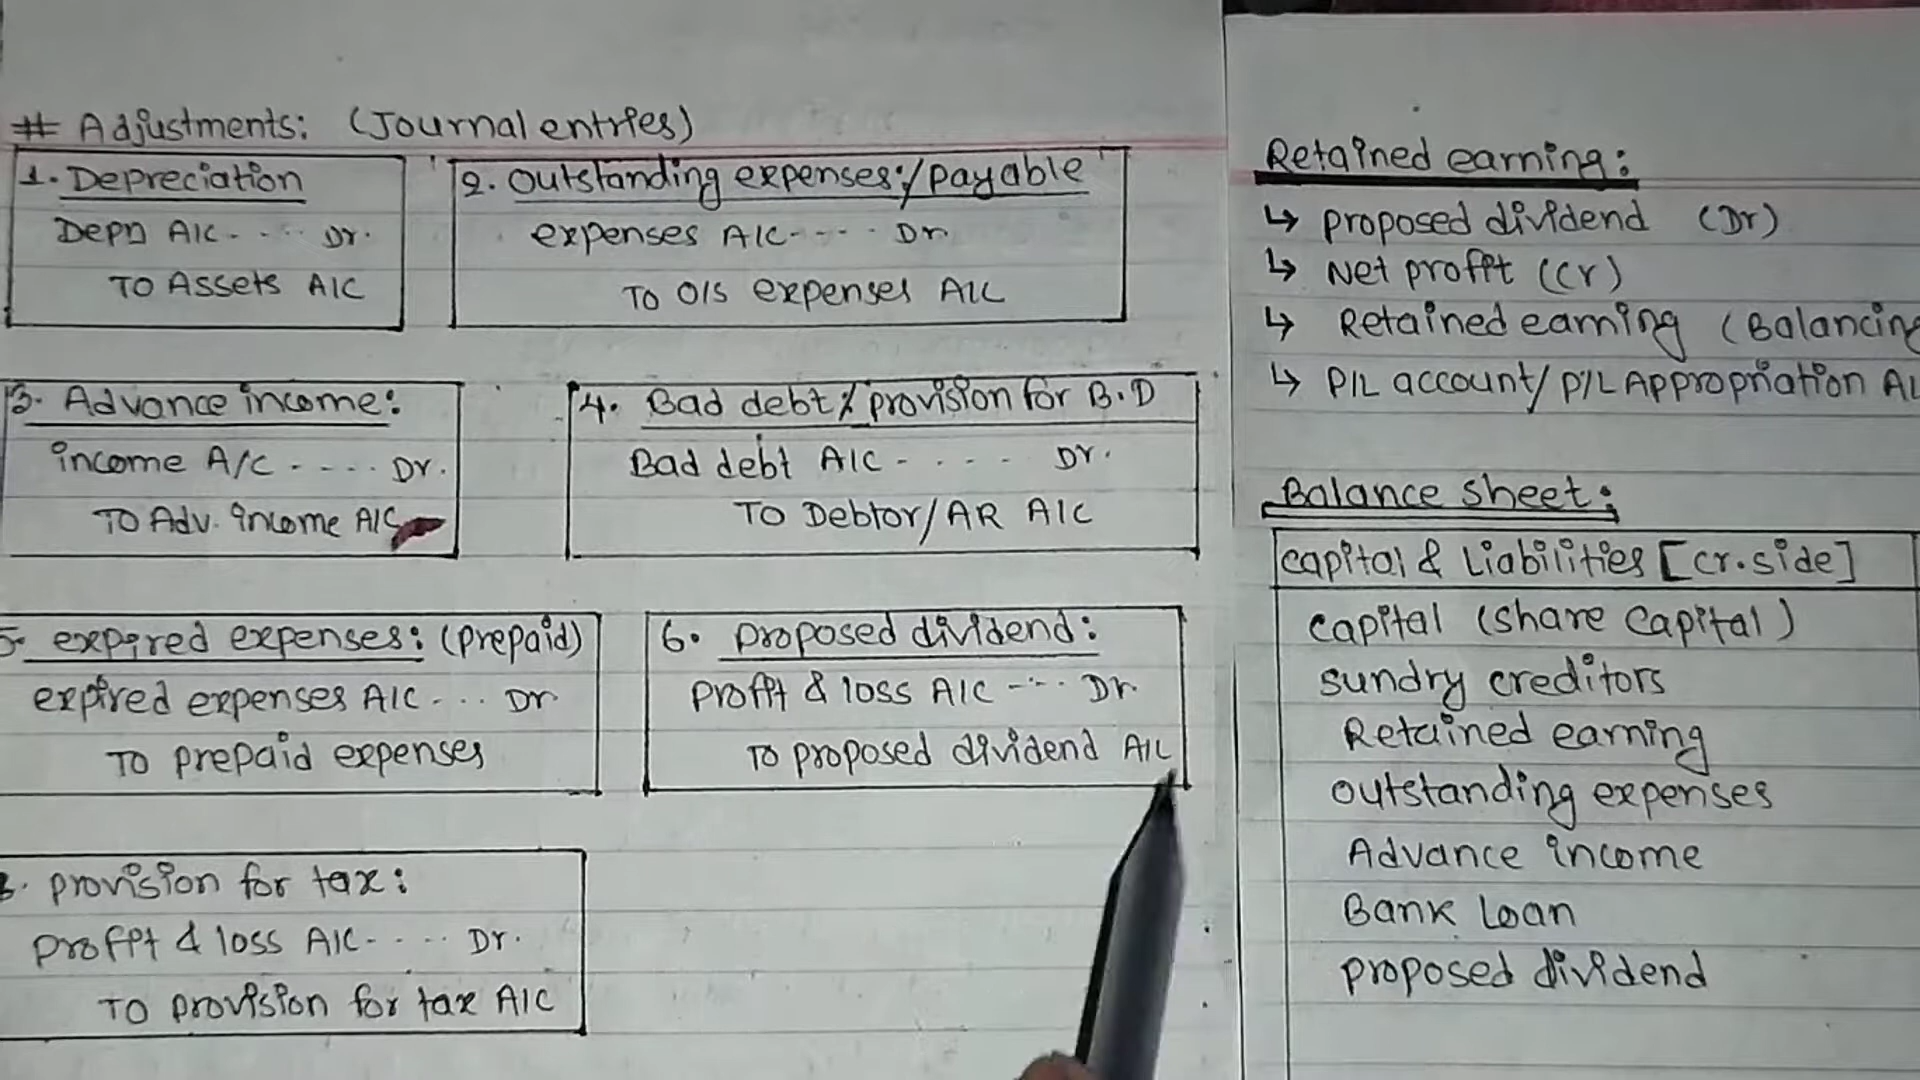 # Adjustments: (Journal entries)
1. Depreciation
Depn A/C .... Dr.
To Assets A/C
2. outstanding expenses:/payable
expenses A/C .... Dr.
To O/S expenses A/C
3. Advance income:
income A/C ..... Dr.
To Adv. income A/C
4. Bad debt / provision for B.D
Bad debt A/C - . . . - Dr.
To Debtor/AR A/C
5. expired expenses: (prepaid)
expired expenses A/C . ... Dr.
To prepaid expenses
6. proposed dividend:
profit & loss A/C ---- Dr.
To proposed dividend A/C
provision for tax:
profit & loss A/C . . .. Dr.
To provision for tax A/C
Retained earning:
↳ proposed dividend (Dr)
↳ Net profit (Cr)
↳ Retained earning (Balancing
↳ P/L account/ P/L Appropriation A/
Balance sheet:
capital & Liabilities [cr.side]
capital (share capital)
sundry creditors
Retained earning
outstanding expenses
Advance income
Bank Loan
proposed dividend